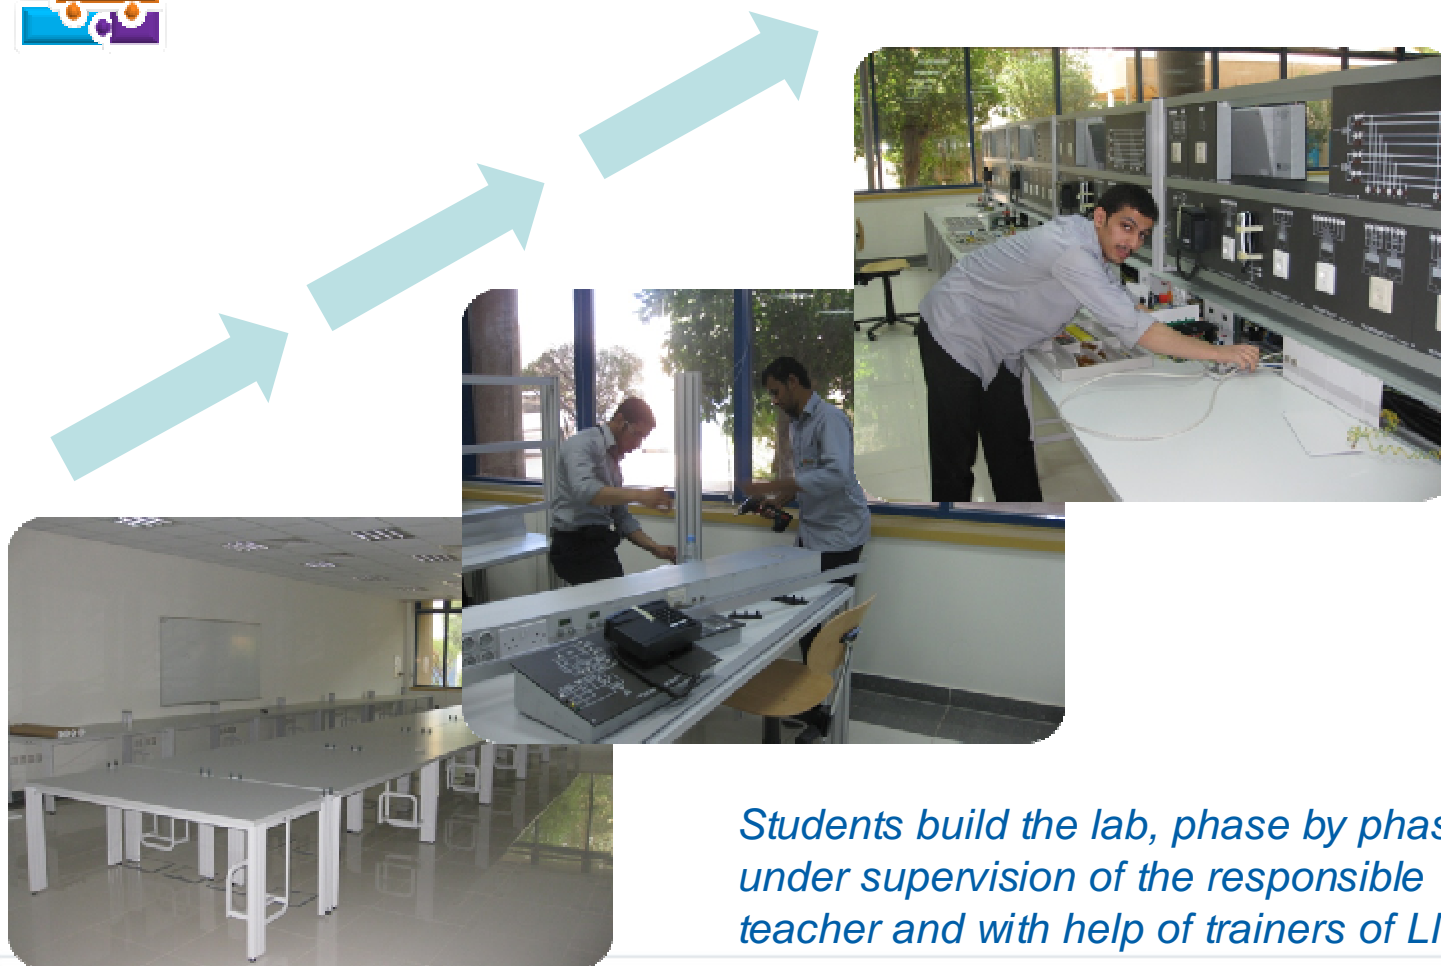 Students build the lab, phase by phas
under supervision of the responsible
teacher and with help of trainers of